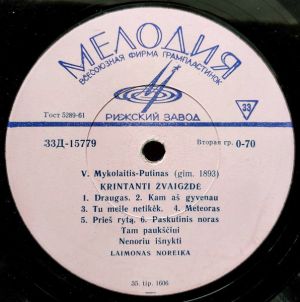 МЕЛОДИЯ
ВСЕСОЮЗНАЯ ФИРМА ГРАМПЛАСТИНОК
Гост 5289-61
33
РИЖСКИЙ ЗАВОД
33Д-15779
Вторая гр. 0-70
V. Mykolaitis-Putinas (gim. 1893)
KRINTANTI ŽVAIGŽDĖ
1. Draugas. 2. Kam aš gyvenau
3. Tu meile netikėk. 4. Meteoras
5. Prieš rytą. 6. Paskutinis noras
Tam paukščiui
Nenoriu išnykti
LAIMONAS NOREIKA
35. tip. 1606